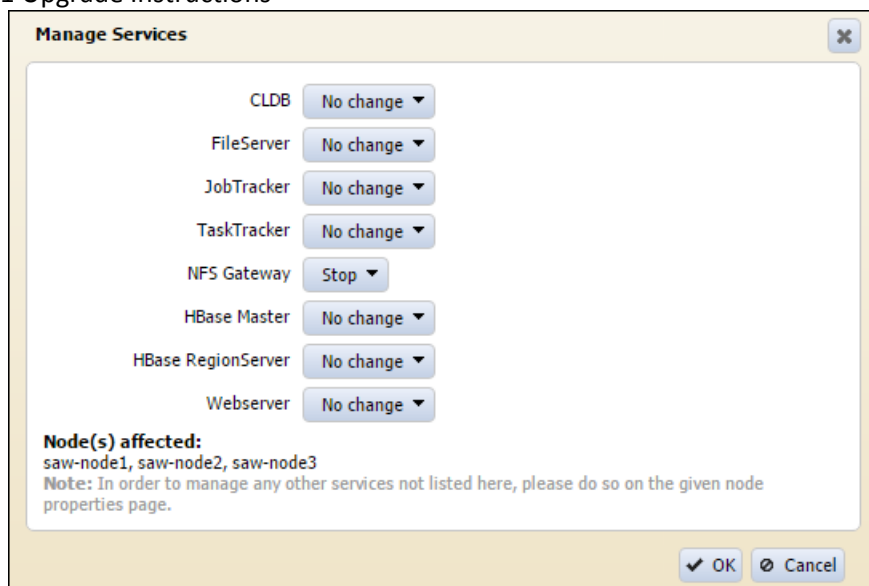 1 Upgrade Instructions
Manage Services
CLDB No change
FileServer No change
JobTracker No change
TaskTracker No change
NFS Gateway Stop
HBase Master No change
HBase RegionServer No change
Webserver No change
Node(s) affected:
saw-node1, saw-node2, saw-node3
Note: In order to manage any other services not listed here, please do so on the given node
properties page.
OK Cancel